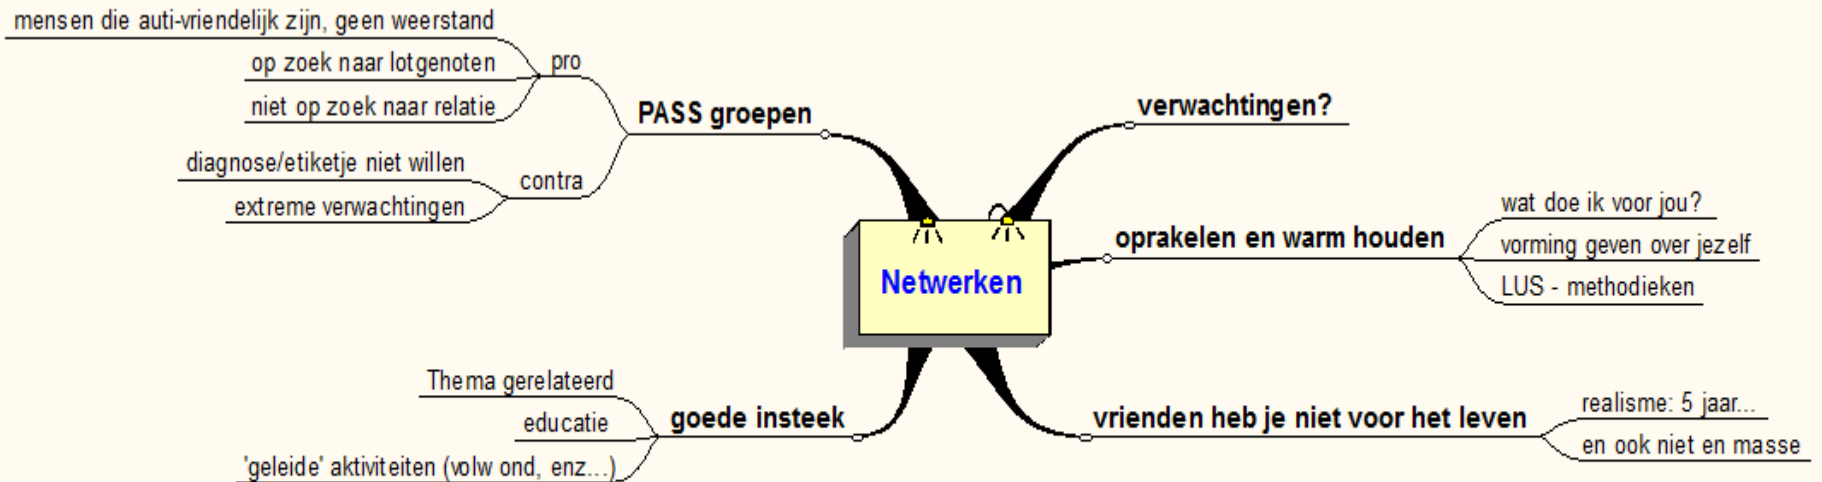 mensen die auti-vriendelijk zijn, geen weerstand
op zoek naar lotgenoten
niet op zoek naar relatie
pro
diagnose/etiketje niet willen
extreme verwachtingen
contra
PASS groepen
verwachtingen?
oprakelen en warm houden
wat doe ik voor jou?
vorming geven over jezelf
LUS - methodieken
Netwerken
Thema gerelateerd
educatie
'geleide' aktiviteiten (volw ond, enz...)
goede insteek
vrienden heb je niet voor het leven
realisme: 5 jaar...
en ook niet en masse